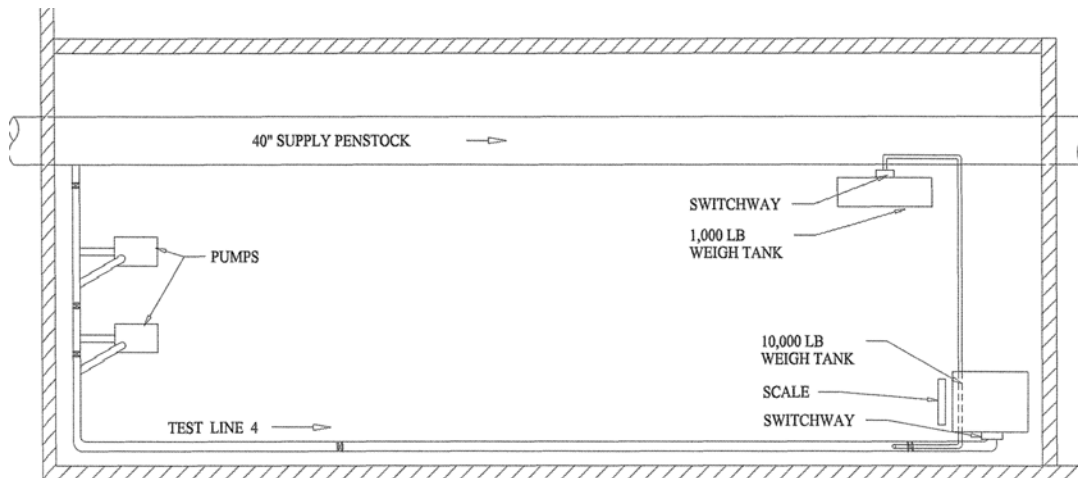 40" SUPPLY PENSTOCK
SWITCHWAY
1,000 LB
WEIGH TANK
PUMPS
10,000 LB
WEIGH TANK
SCALE
SWITCHWAY
TEST LINE 4